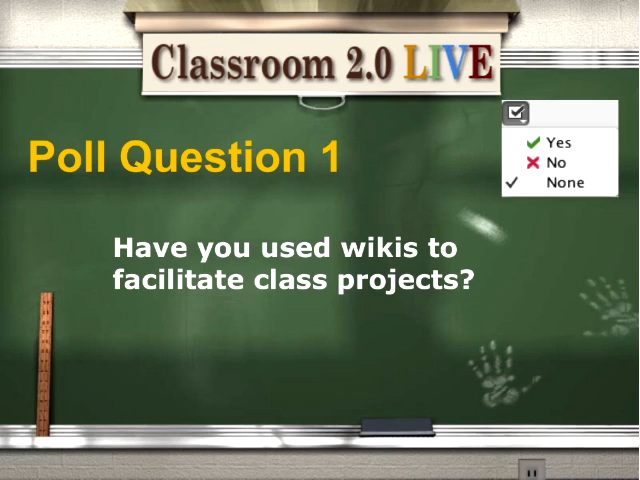 Classroom 2.0 LIVE
Poll Question 1
Yes
No
None
Have you used wikis to
facilitate class projects?